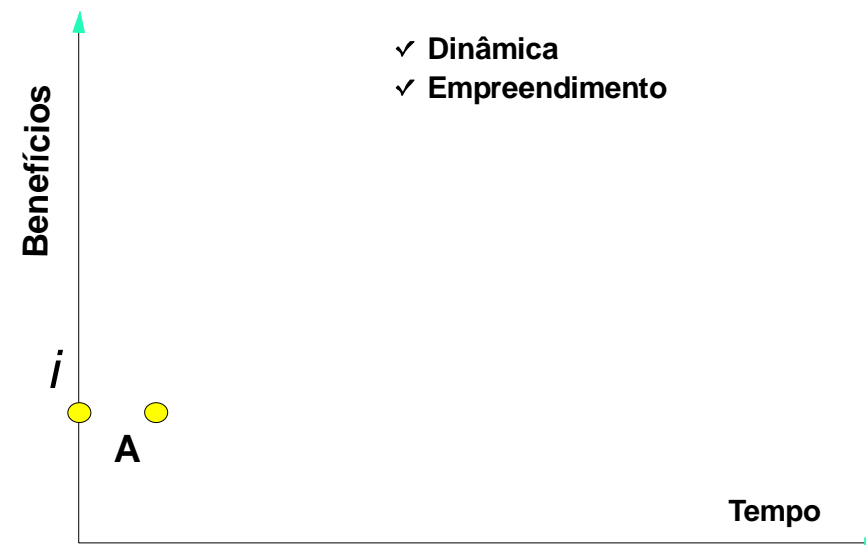 ✓ Dinâmica
✓ Empreendimento
Benefícios
i
A
Tempo